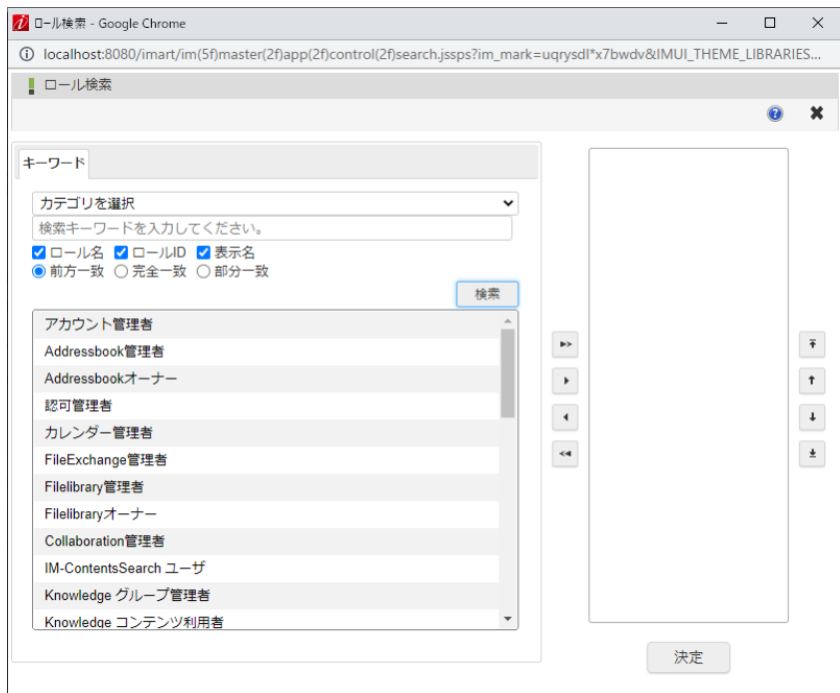 ロール検索 - Google Chrome
localhost:8080/imart/im(5f)master(2f)app(2f)control(2f)search.jssps?im_mark=uqrysdl*x7bwdv&IMUI_THEME_LIBRARIES...
ロール検索
キーワード
カテゴリを選択
検索キーワードを入力してください。
ロール名 ロールID 表示名
前方一致 完全一致 部分一致
検索
アカウント管理者
Addressbook管理者
Addressbookオーナー
認可管理者
カレンダー管理者
FileExchange管理者
Filelibrary管理者
Filelibraryオーナー
Collaboration管理者
IM-ContentsSearch ユーザ
Knowledge グループ管理者
Knowledge コンテンツ利用者
決定